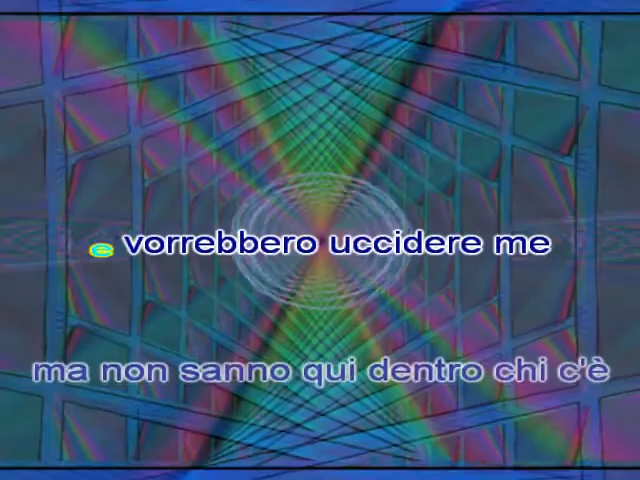 e vorrebbero uccidere me
ma non sanno qui dentro chi c'è